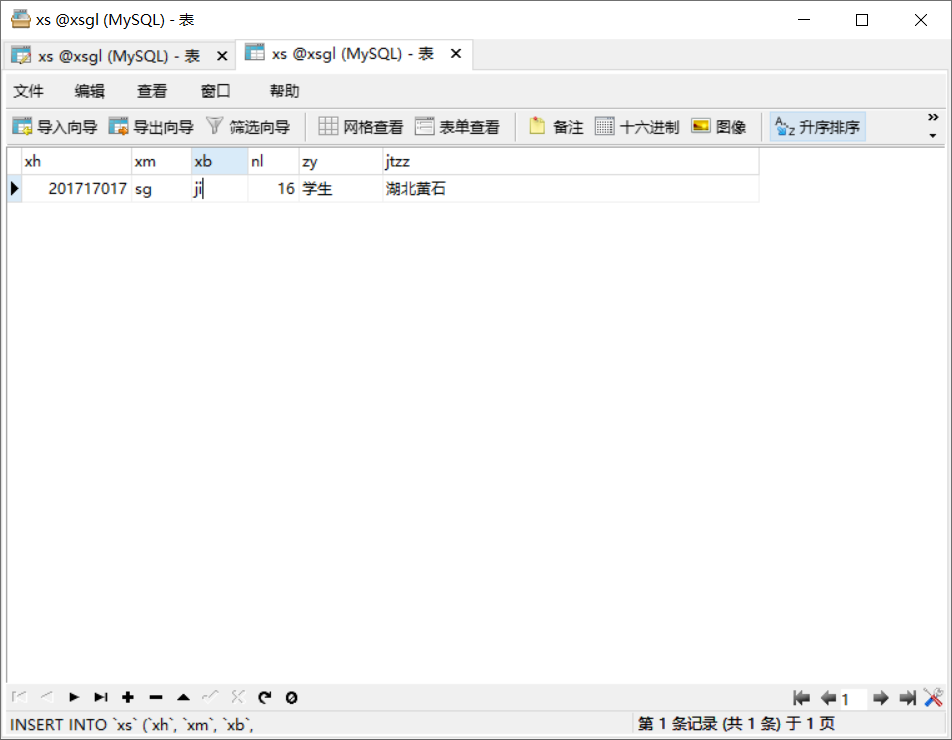 xs @xsgl (MySQL) - 表
xs @xsgl (MySQL) - 表 xs @xsgl (MySQL) - 表
文件 编辑 查看 窗口 帮助
导入向导 导出向导 筛选向导 网格查看 表单查看 备注 十六进制 图像 升序排序
xh xm xb nl zy jtzz
201717017 sg ji 16 学生 湖北黄石
1
INSERT INTO `xs` (`xh`, `xm`, `xb`, 第 1 条记录 (共 1 条) 于 1 页